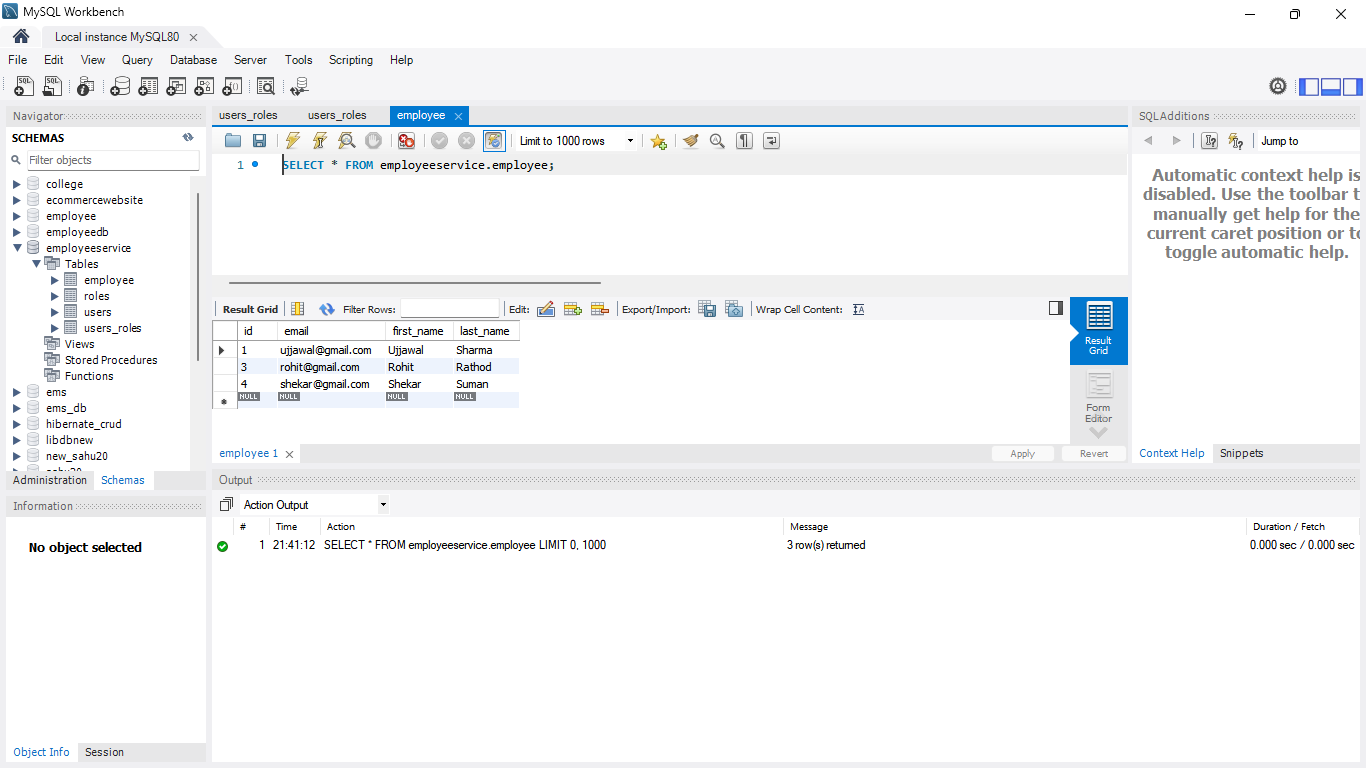 MySQL Workbench
Local instance MySQL80
File Edit View Query Database Server Tools Scripting Help
Navigator
SCHEMAS
Filter objects
college
ecommercewebsite
employee
employeedb
employeeservice
Tables
employee
roles
users
users_roles
Views
Stored Procedures
Functions
ems
ems_db
hibernate_crud
libdbnew
new_sahu20
Administration Schemas
Information
No object selected
Object Info Session
users_roles users_roles employee
Limit to 1000 rows
1 SELECT * FROM employeeservice.employee;
Result Grid Filter Rows: Edit: Export/Import: Wrap Cell Content:
id email first_name last_name
1 ujjawal@gmail.com Ujjawal Sharma
3 rohit@gmail.com Rohit Rathod
4 shekar@gmail.com Shekar Suman
NULL NULL NULL NULL
Result
Grid
Form
Editor
employee 1 Apply Revert
SQLAdditions
Jump to
Automatic context help is
disabled. Use the toolbar t
manually get help for the
current caret position or to
toggle automatic help.
Context Help Snippets
Output
Action Output
# Time Action Message Duration / Fetch
1 21:41:12 SELECT * FROM employeeservice.employee LIMIT 0, 1000 3 row(s) returned 0.000 sec / 0.000 sec